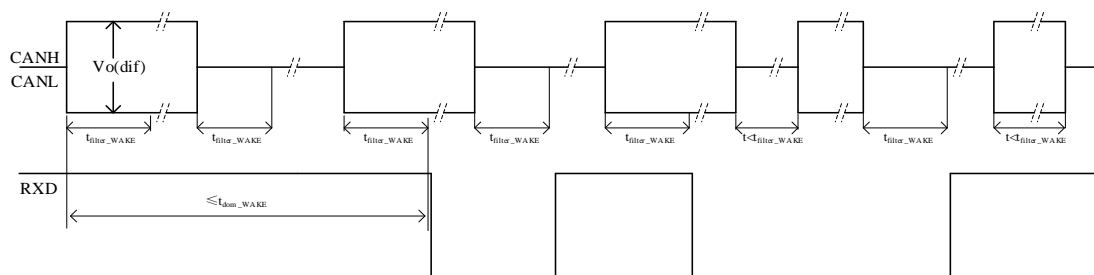 CANH
CANL
Vo(dif)
tfilter_WAKE
tfilter_WAKE
tfilter_WAKE
tfilter_WAKE
tfilter_WAKE
t<tfilter_WAKE
tfilter_WAKE
t<tfilter_WAKE
RXD
≤tdom_WAKE